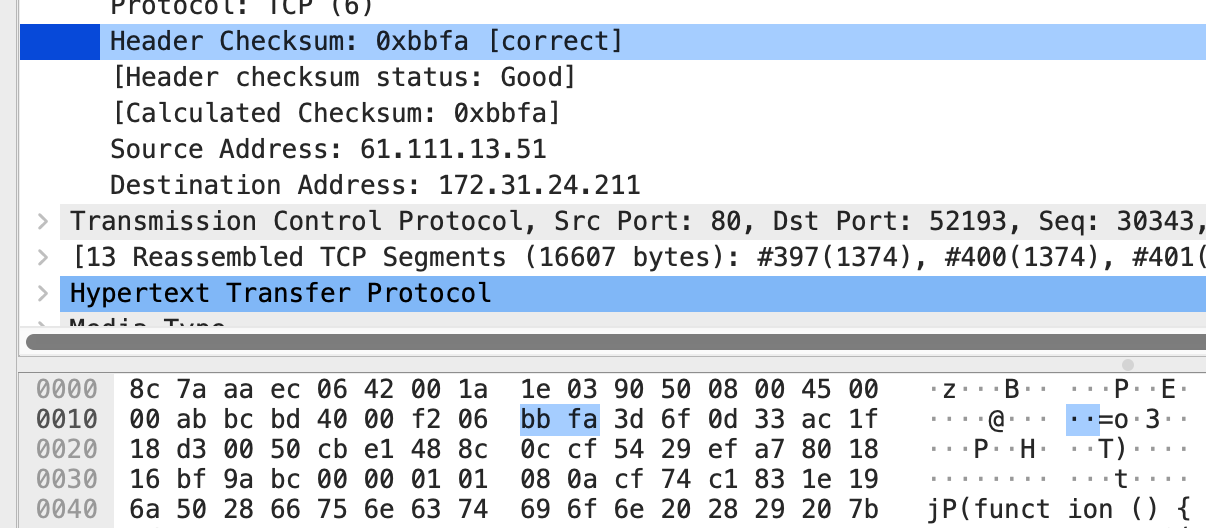 Protocol: TCP (6)
Header Checksum: 0xbbfa [correct]
[Header checksum status: Good]
[Calculated Checksum: 0xbbfa]
Source Address: 61.111.13.51
Destination Address: 172.31.24.211
Transmission Control Protocol, Src Port: 80, Dst Port: 52193, Seq: 30343,
[13 Reassembled TCP Segments (16607 bytes): #397(1374), #400(1374), #401(
Hypertext Transfer Protocol
Media Type
0000 8c 7a aa ec 06 42 00 1a 1e 03 90 50 08 00 45 00 ·z···B·· ···P··E·
0010 00 ab bc bd 40 00 f2 06 bb fa 3d 6f 0d 33 ac 1f ····@··· ··=o·3··
0020 18 d3 00 50 cb e1 48 8c 0c cf 54 29 ef a7 80 18 ···P··H· ··T)····
0030 16 bf 9a bc 00 00 01 01 08 0a cf 74 c1 83 1e 19 ········ ···t····
0040 6a 50 28 66 75 6e 63 74 69 6f 6e 20 28 29 20 7b jP(funct ion () {